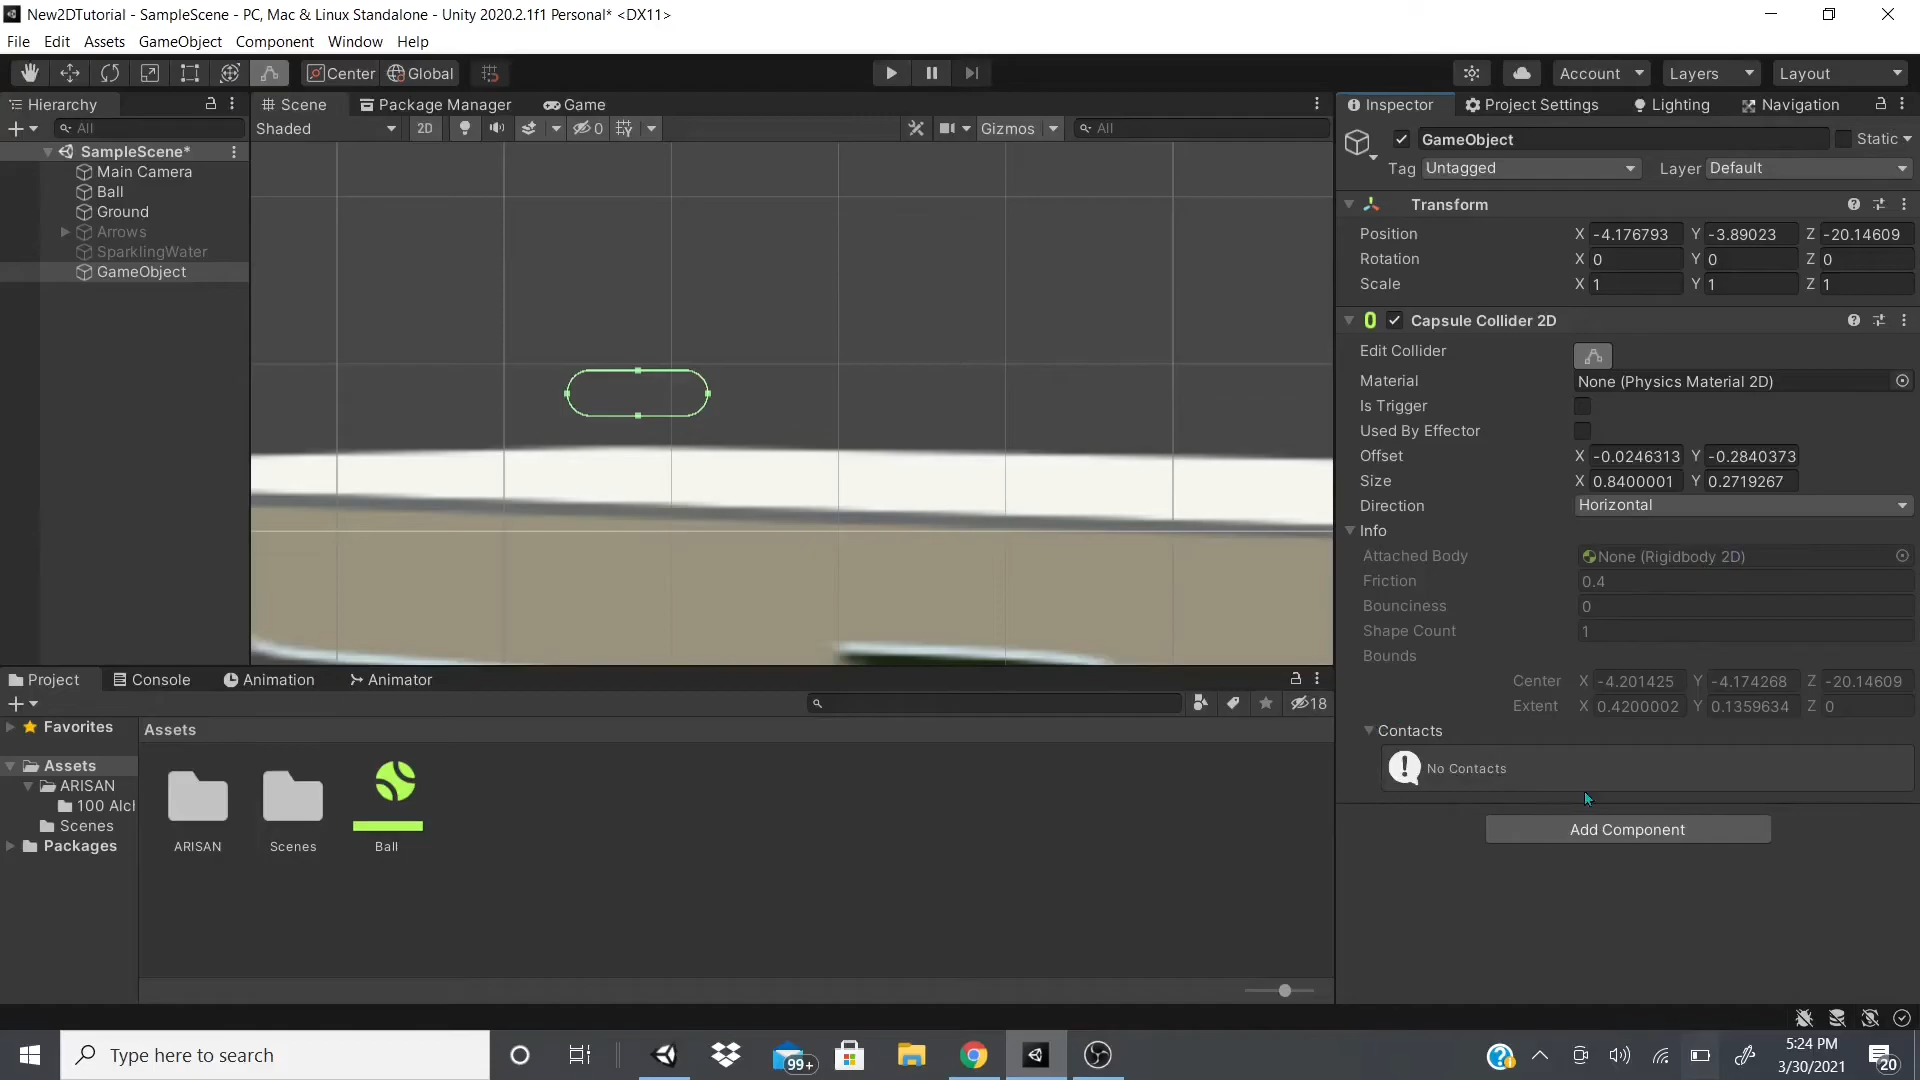 New2DTutorial - SampleScene - PC, Mac & Linux Standalone - Unity 2020.2.1f1 Personal* <DX11>
File Edit Assets GameObject Component Window Help
Center Global Account Layers Layout
Hierarchy
All
SampleScene*
Main Camera
Ball
Ground
Arrows
SparklingWater
GameObject
Scene Package Manager Game
Shaded 2D 0 Gizmos All
Inspector Project Settings Lighting Navigation
GameObject Static
Tag Untagged Layer Default
Transform
Position X -4.176793 Y -3.89023 Z -20.14609
Rotation X 0 Y 0 Z 0
Scale X 1 Y 1 Z 1
Capsule Collider 2D
Edit Collider
Material None (Physics Material 2D)
Is Trigger
Used By Effector
Offset X -0.0246313 Y -0.2840373
Size X 0.8400001 Y 0.2719267
Direction Horizontal
Info
Attached Body None (Rigidbody 2D)
Friction 0.4
Bounciness 0
Shape Count 1
Bounds
Center X -4.201425 Y -4.174268 Z -20.14609
Extent X 0.4200002 Y 0.1359634 Z 0
Contacts
No Contacts
Add Component
Project Console Animation Animator
18
Favorites
Assets
ARISAN
100 Alch
Scenes
Packages
Assets
ARISAN Scenes Ball
Type here to search
99+
5:24 PM
3/30/2021
20